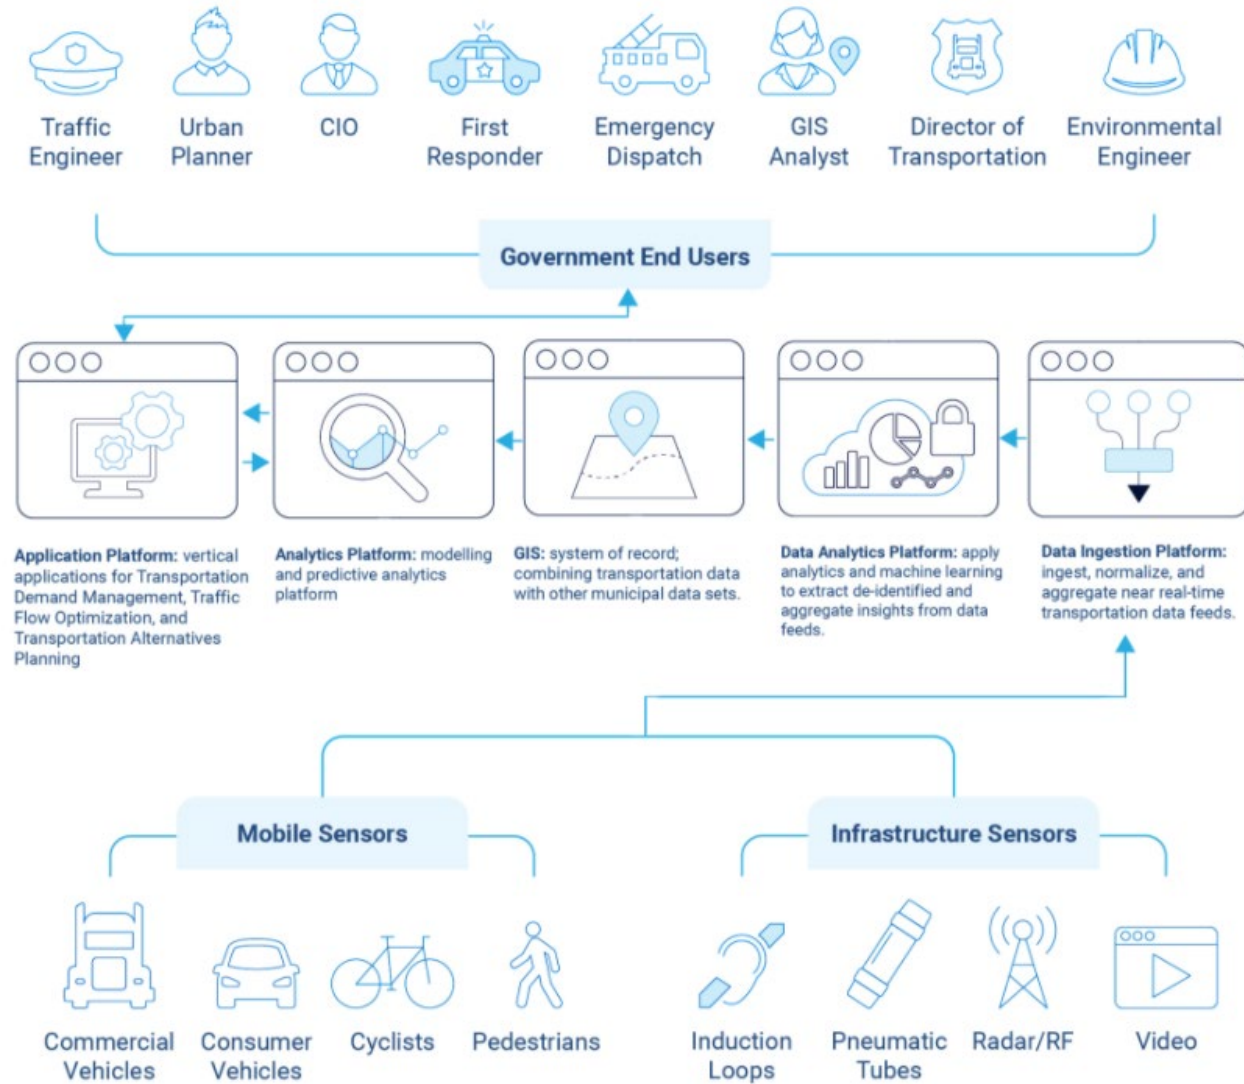 Traffic
Engineer
Urban
Planner
CIO
First
Responder
Emergency
Dispatch
GIS
Analyst
Director of
Transportation
Environmental
Engineer
Government End Users
Application Platform: vertical
applications for Transportation
Demand Management, Traffic
Flow Optimization, and
Transportation Alternatives
Planning
Analytics Platform: modelling
and predictive analytics
platform
GIS: system of record;
combining transportation data
with other municipal data sets.
Data Analytics Platform: apply
analytics and machine learning
to extract de-identified and
aggregate insights from data
feeds.
Data Ingestion Platform:
ingest, normalize, and
aggregate near real-time
transportation data feeds.
Mobile Sensors
Infrastructure Sensors
Commercial
Vehicles
Consumer
Vehicles
Cyclists
Pedestrians
Induction
Loops
Pneumatic
Tubes
Radar/RF
Video